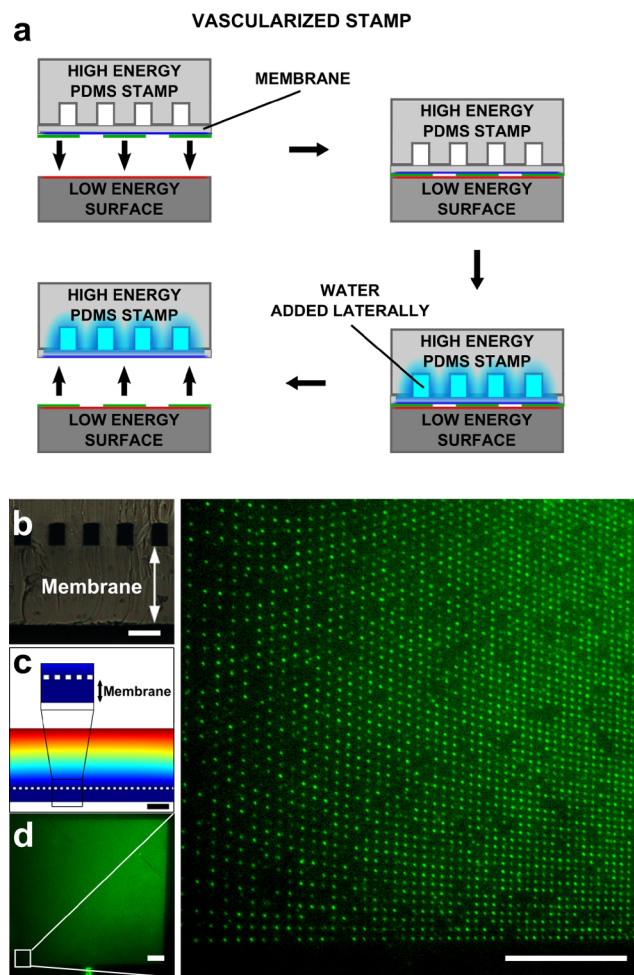 a
VASCULARIZED STAMP
HIGH ENERGY
PDMS STAMP
MEMBRANE
LOW ENERGY
SURFACE
HIGH ENERGY
PDMS STAMP
LOW ENERGY
SURFACE
HIGH ENERGY
PDMS STAMP
LOW ENERGY
SURFACE
WATER
ADDED LATERALLY
HIGH ENERGY
PDMS STAMP
LOW ENERGY
SURFACE
b
Membrane
c
Membrane
d